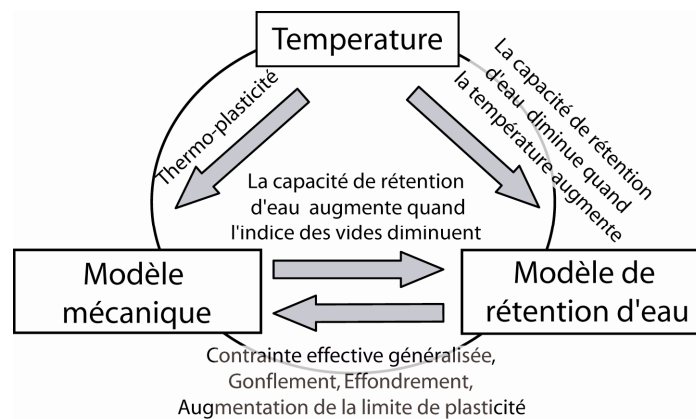 Temperature
La capacité de rétention
d'eau diminue quand
la température augmente
Thermo-plasticité
La capacité de rétention
d'eau augmente quand
l'indice des vides diminuent
Modèle
mécanique
Modèle de
rétention d'eau
Contrainte effective généralisée,
Gonflement, Effondrement,
Augmentation de la limite de plasticité